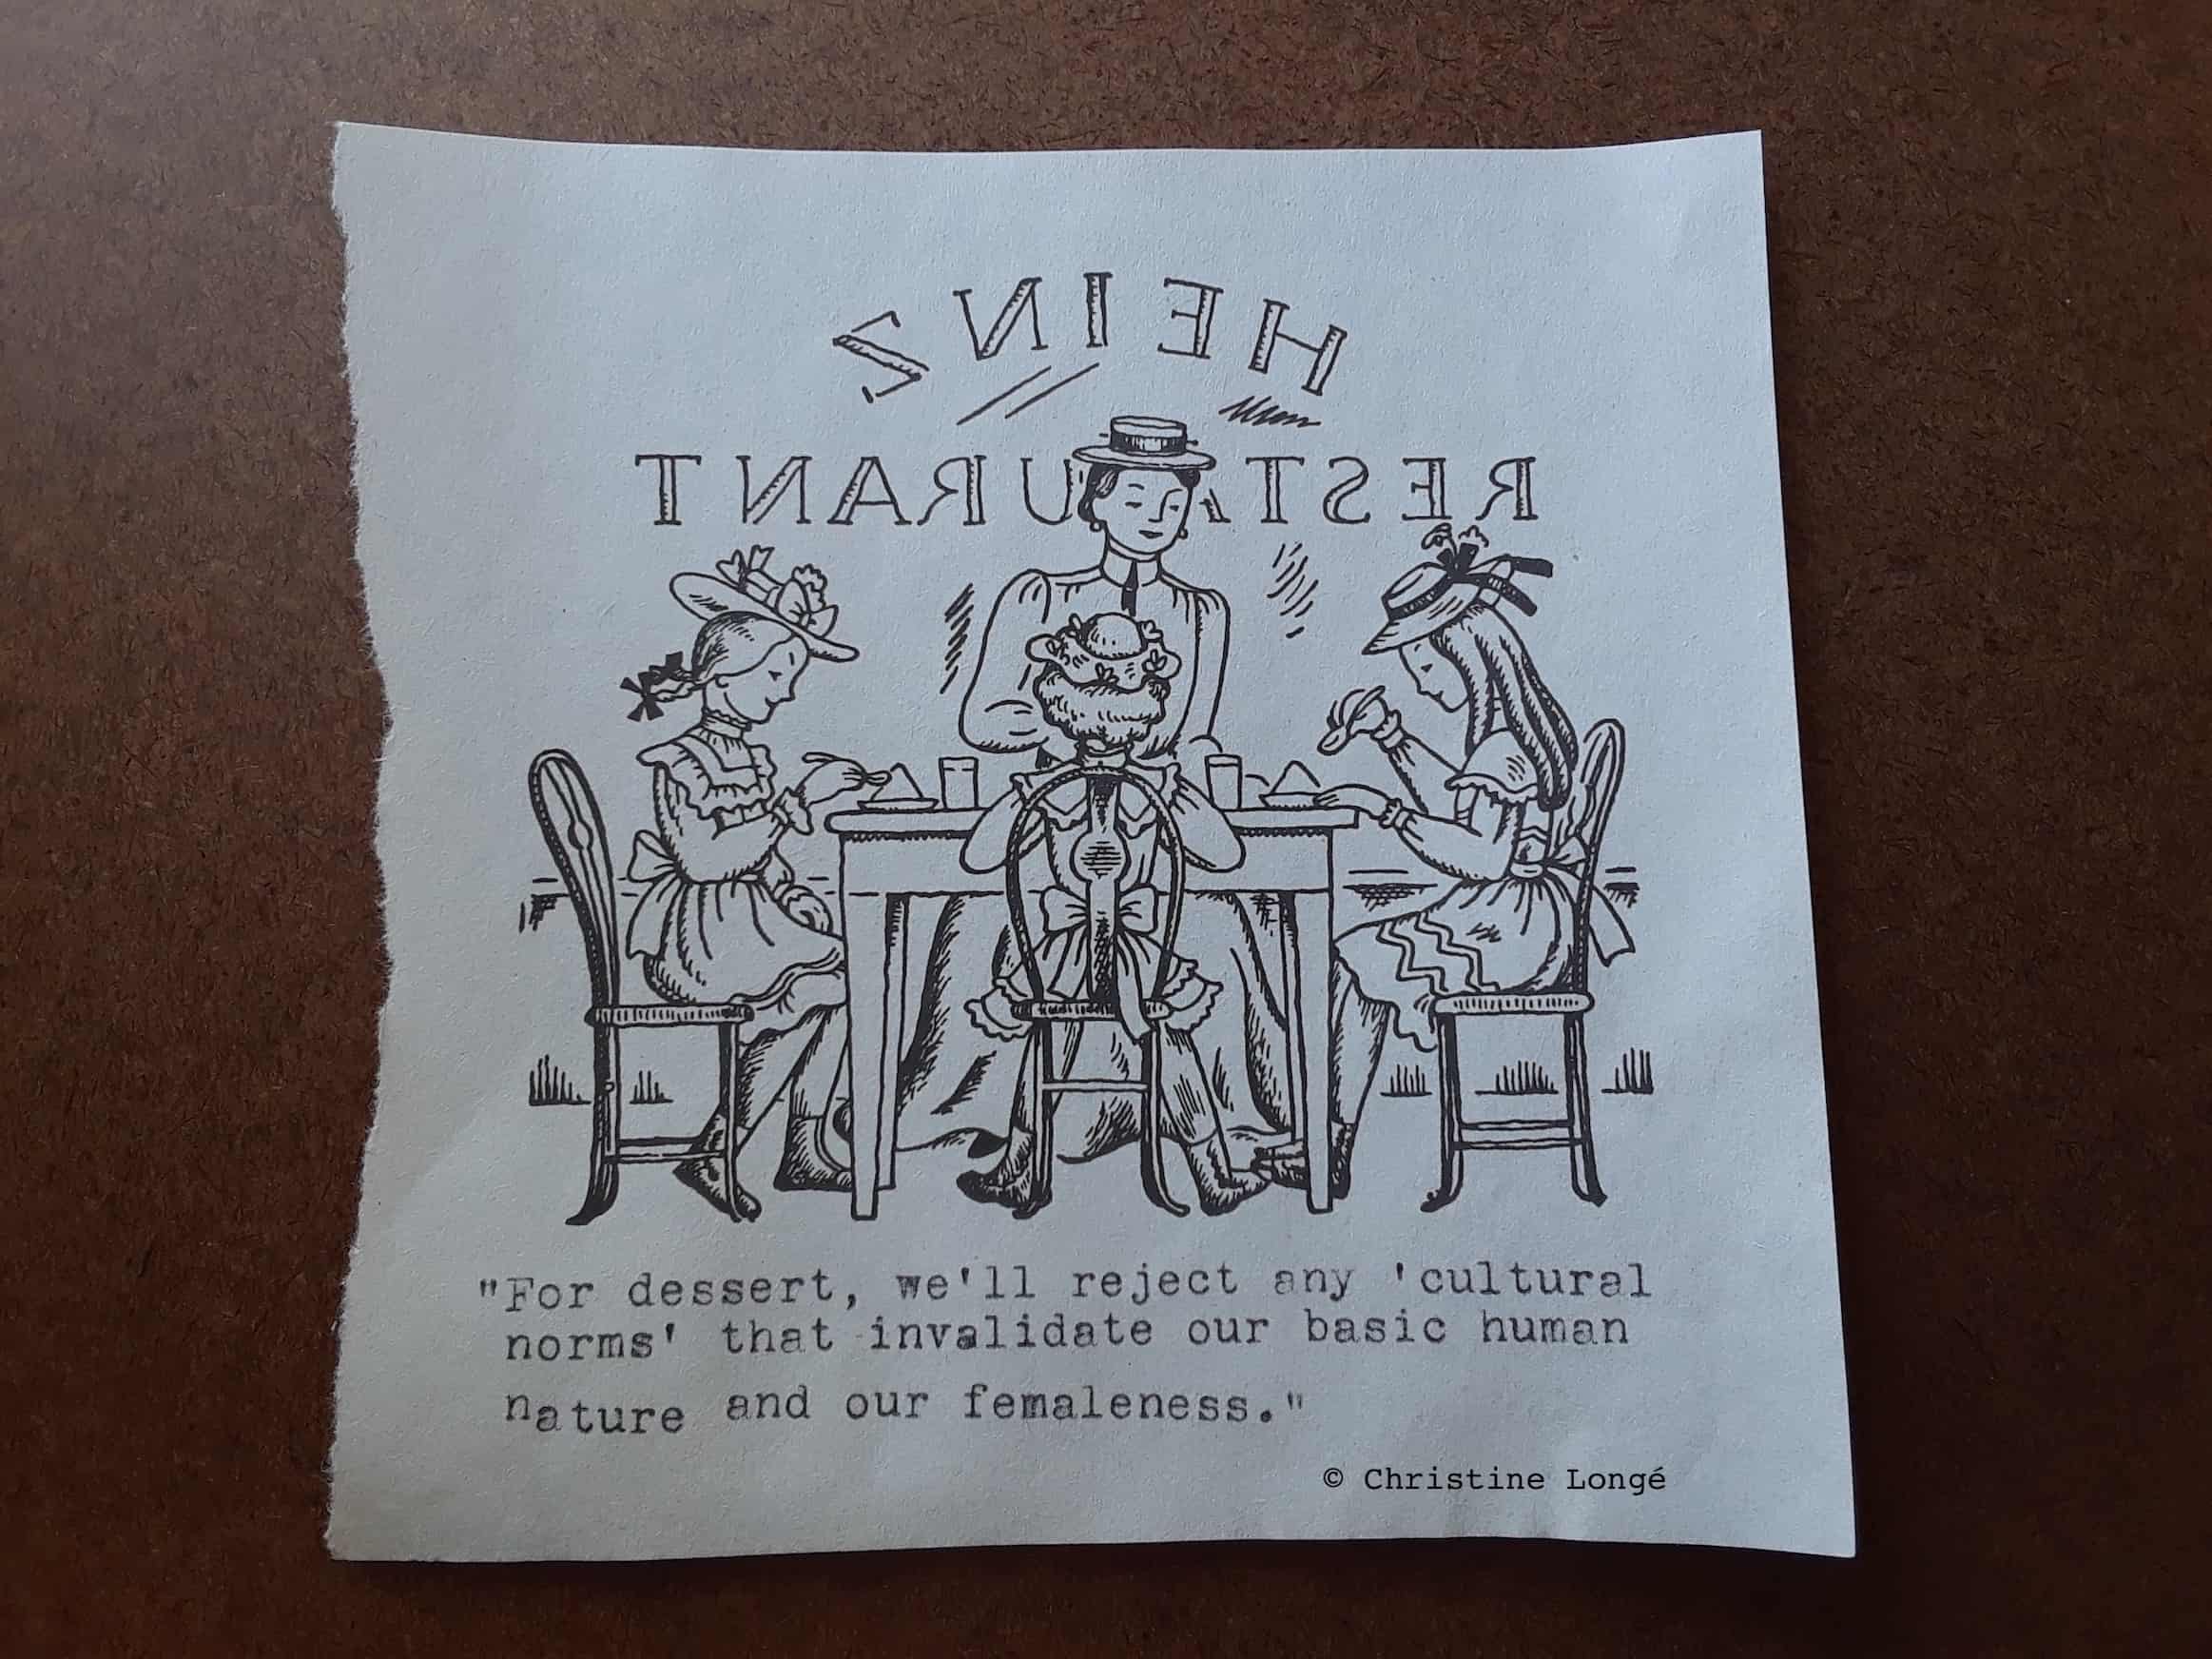 HEINZ
RESTAURANT
"For dessert, we'll reject any 'cultural
norms' that invalidate our basic human
nature and our femaleness."
© Christine Longé